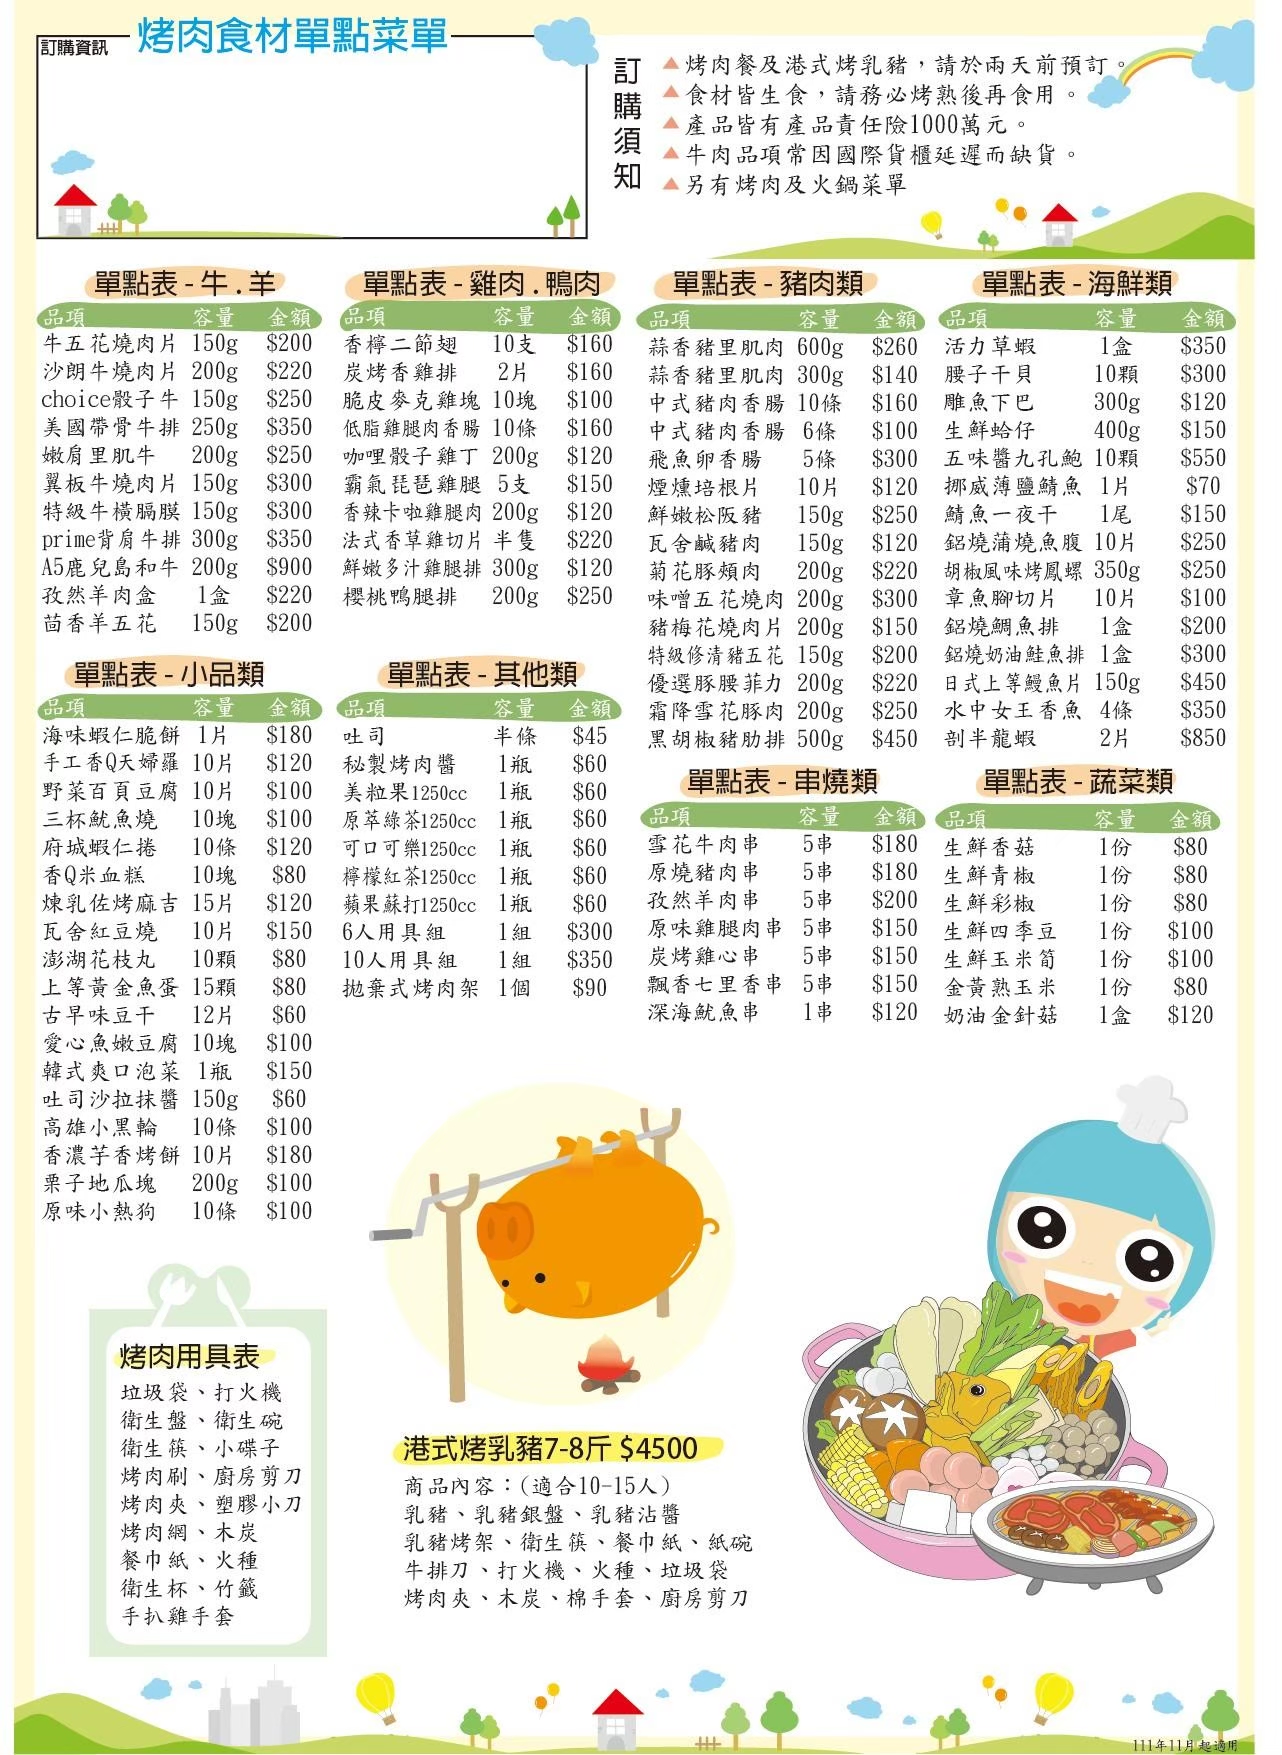 烤肉食材單點菜單
訂購資訊
訂購須知
▲烤肉餐及港式烤乳豬，請於兩天前預訂。
▲食材皆生食，請務必烤熟後再食用。
▲產品皆有產品責任險1000萬元。
▲牛肉品項常因國際貨櫃延遲而缺貨。
▲另有烤肉及火鍋菜單
單點表-牛.羊
品項 容量 金額
牛五花燒肉片 150g $200
沙朗牛燒肉片 200g $220
choice骰子牛 150g $250
美國帶骨牛排 250g $350
嫩肩里肌牛 200g $250
翼板牛燒肉片 150g $300
特級牛橫膈膜 150g $300
prime背肩牛排 300g $350
A5鹿兒島和牛 200g $900
孜然羊肉盒 1盒 $220
茴香羊五花 150g $200
單點表-雞肉.鴨肉
品項 容量 金額
香檸二節翅 10支 $160
炭烤香雞排 2片 $160
脆皮麥克雞塊 10塊 $100
低脂雞腿肉香腸 10條 $160
咖哩骰子雞丁 200g $120
霸氣琵琶雞腿 5支 $150
香辣卡啦雞腿肉 200g $120
法式香草雞切片 半隻 $220
鮮嫩多汁雞腿排 300g $120
櫻桃鴨腿排 200g $250
單點表-豬肉類
品項 容量 金額
蒜香豬里肌肉 600g $260
蒜香豬里肌肉 300g $140
中式豬肉香腸 10條 $160
中式豬肉香腸 6條 $100
飛魚卵香腸 5條 $300
煙燻培根片 10片 $120
鮮嫩松阪豬 150g $250
瓦舍鹹豬肉 150g $120
菊花豚頰肉 200g $220
味噌五花燒肉 200g $300
豬梅花燒肉片 200g $150
特級修清豬五花 150g $200
優選豚腰菲力 200g $220
霜降雪花豚肉 200g $250
黑胡椒豬肋排 500g $450
單點表-海鮮類
品項 容量 金額
活力草蝦 1盒 $350
腰子干貝 10顆 $300
雕魚下巴 300g $120
生鮮蛤仔 400g $150
五味醬九孔鮑 10顆 $550
挪威薄鹽鯖魚 1片 $70
鯖魚一夜干 1尾 $150
鋁燒蒲燒魚腹 10片 $250
胡椒風味烤鳳螺 350g $250
章魚腳切片 10片 $100
鋁燒鯛魚排 1盒 $200
鋁燒奶油鮭魚排 1盒 $300
日式上等鰻魚片 150g $450
水中女王香魚 4條 $350
剖半龍蝦 2片 $850
單點表-小品類
品項 容量 金額
海味蝦仁脆餅 1片 $180
手工香Q天婦羅 10片 $120
野菜百頁豆腐 10片 $100
三杯魷魚燒 10塊 $100
府城蝦仁捲 10條 $120
香Q米血糕 10塊 $80
煉乳佐烤麻吉 15片 $120
瓦舍紅豆燒 10片 $150
澎湖花枝丸 10顆 $80
上等黃金魚蛋 15顆 $80
古早味豆干 12片 $60
愛心魚嫩豆腐 10塊 $100
韓式爽口泡菜 1瓶 $150
吐司沙拉抹醬 150g $60
高雄小黑輪 10條 $100
香濃芋香烤餅 10片 $180
栗子地瓜塊 200g $100
原味小熱狗 10條 $100
單點表-其他類
品項 容量 金額
吐司 半條 $45
秘製烤肉醬 1瓶 $60
美粒果1250cc 1瓶 $60
原萃綠茶1250cc 1瓶 $60
可口可樂1250cc 1瓶 $60
檸檬紅茶1250cc 1瓶 $60
蘋果蘇打1250cc 1瓶 $60
6人用具組 1組 $300
10人用具組 1組 $350
拋棄式烤肉架 1個 $90
單點表-串燒類
品項 容量 金額
雪花牛肉串 5串 $180
原燒豬肉串 5串 $180
孜然羊肉串 5串 $200
原味雞腿肉串 5串 $150
炭烤雞心串 5串 $150
飄香七里香串 5串 $150
深海魷魚串 1串 $120
單點表-蔬菜類
品項 容量 金額
生鮮香菇 1份 $80
生鮮青椒 1份 $80
生鮮彩椒 1份 $80
生鮮四季豆 1份 $100
生鮮玉米筍 1份 $100
金黃熟玉米 1份 $80
奶油金針菇 1盒 $120
烤肉用具表
垃圾袋、打火機
衛生盤、衛生碗
衛生筷、小碟子
烤肉刷、廚房剪刀
烤肉夾、塑膠小刀
烤肉網、木炭
餐巾紙、火種
衛生杯、竹籤
手扒雞手套
港式烤乳豬7-8斤 $4500
商品內容：(適合10-15人)
乳豬、乳豬銀盤、乳豬沾醬
乳豬烤架、衛生筷、餐巾紙、紙碗
牛排刀、打火機、火種、垃圾袋
烤肉夾、木炭、棉手套、廚房剪刀
111年11月起適用